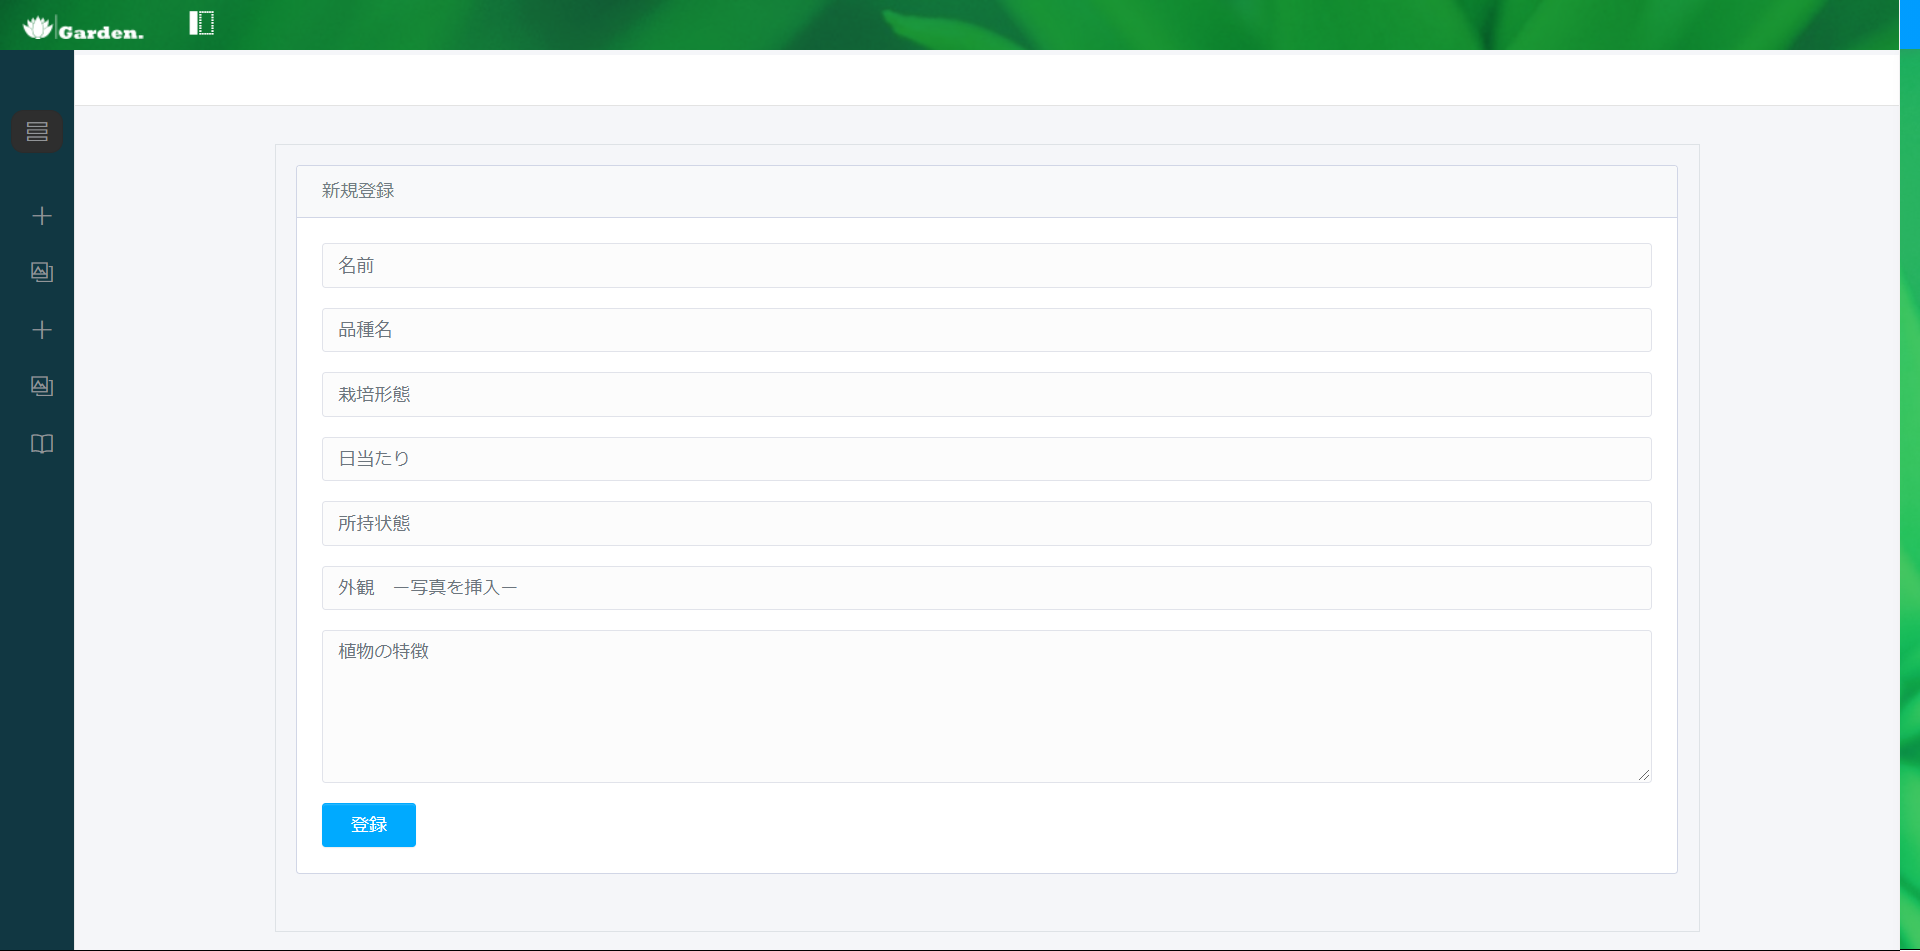 Garden.
新規登録
名前
品種名
栽培形態
日当たり
所持状態
外観　ー写真を挿入ー
植物の特徴
登録